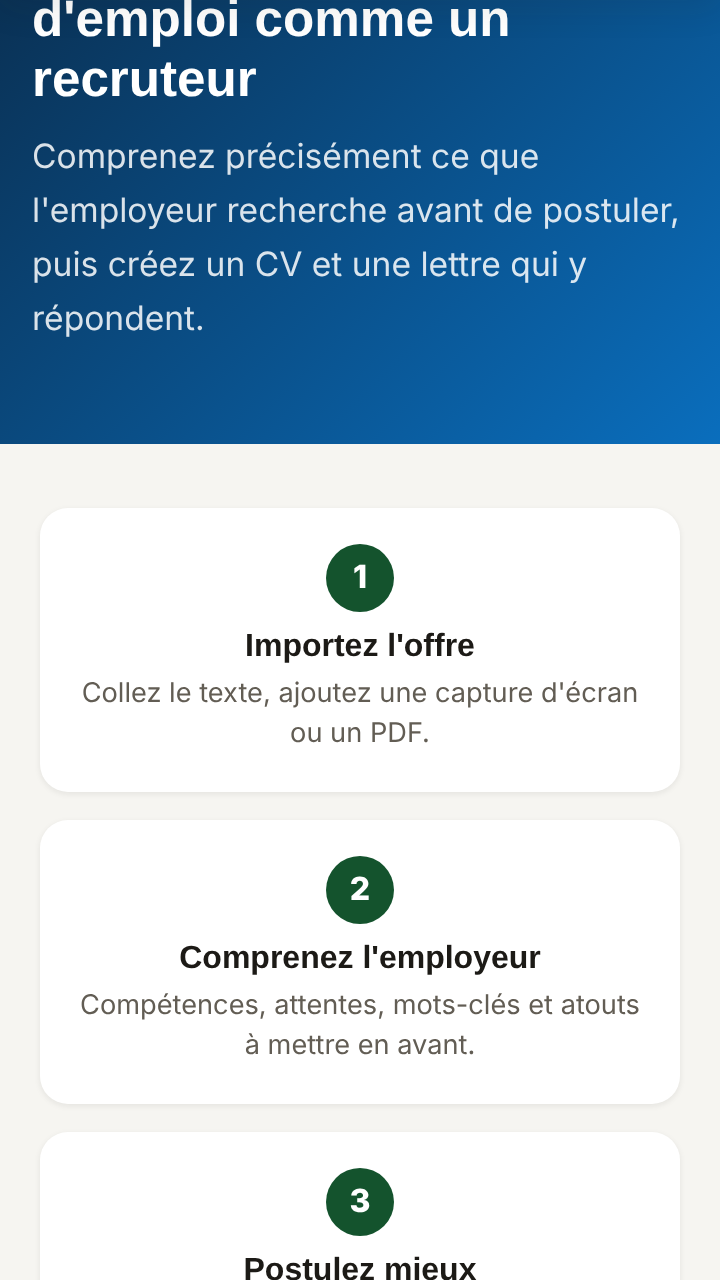 d'emploi comme un
recruteur
Comprenez précisément ce que
l'employeur recherche avant de postuler,
puis créez un CV et une lettre qui y
répondent.
1
Importez l'offre
Collez le texte, ajoutez une capture d'écran
ou un PDF.
2
Comprenez l'employeur
Compétences, attentes, mots-clés et atouts
à mettre en avant.
3
Postulez mieux